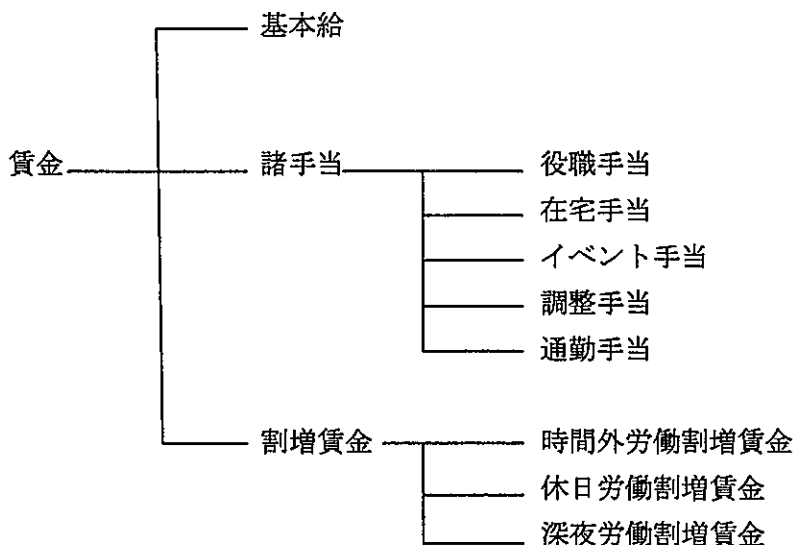 基本給
賃金 諸手当 役職手当
在宅手当
イベント手当
調整手当
通勤手当
割増賃金 時間外労働割増賃金
休日労働割増賃金
深夜労働割増賃金